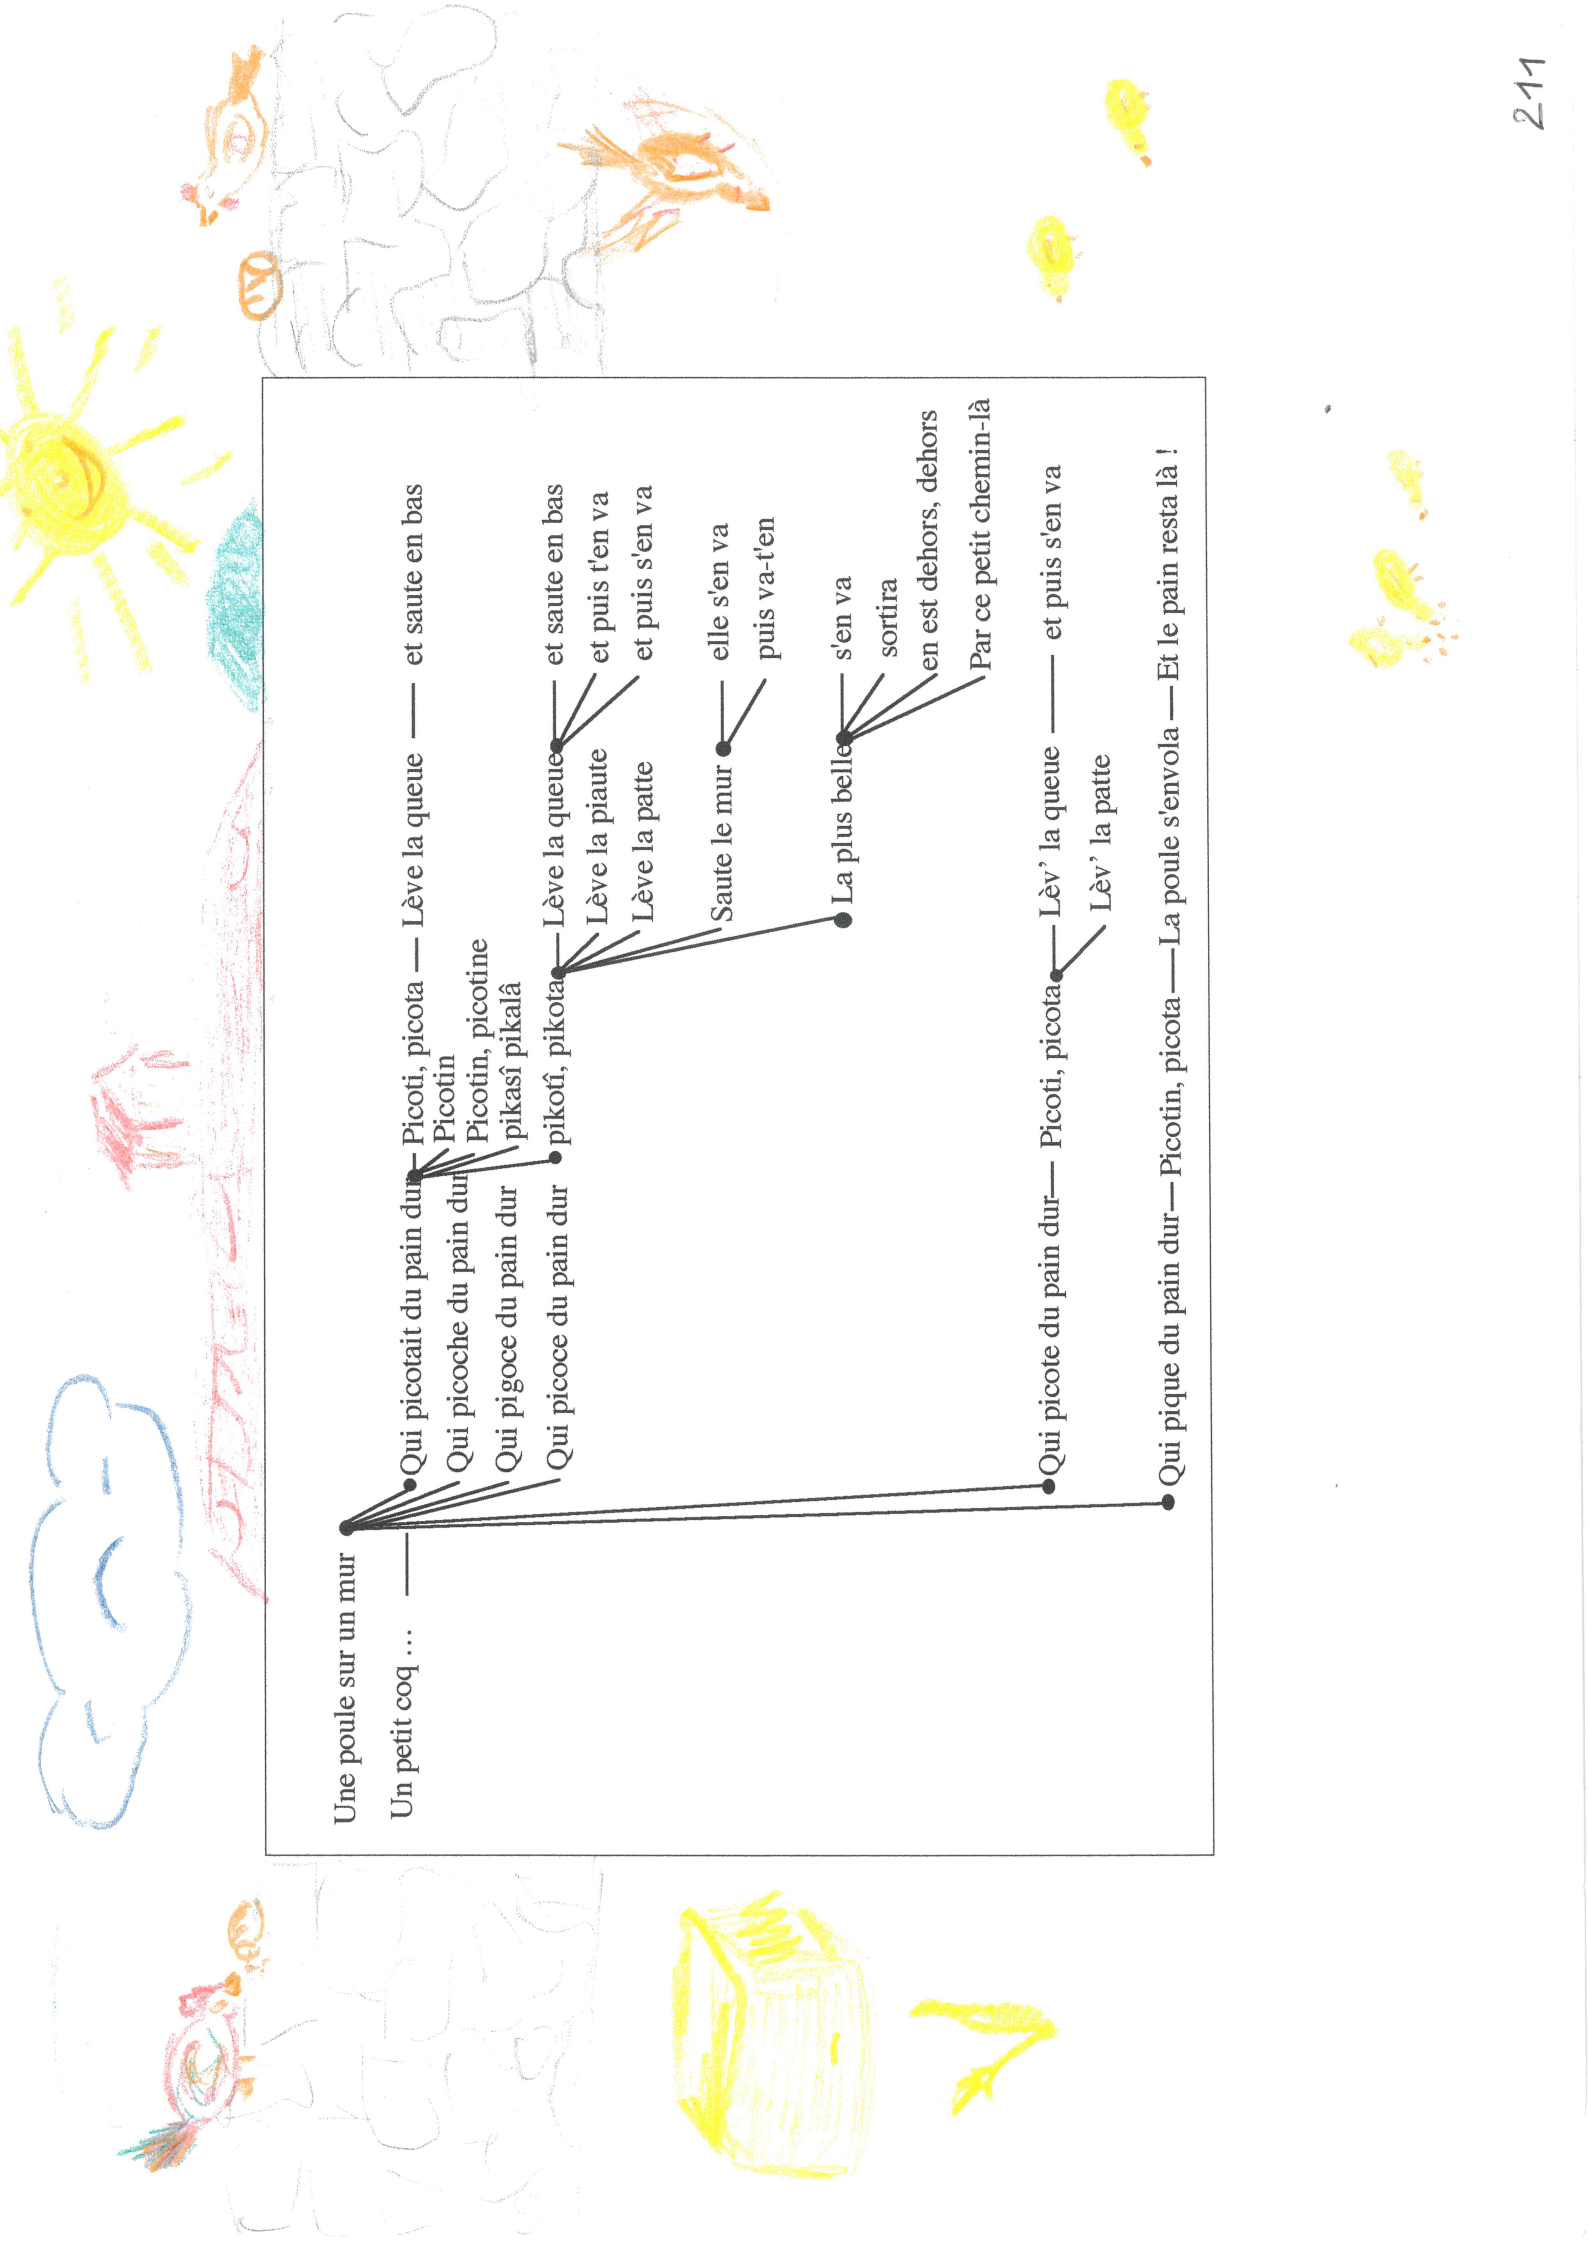 Une poule sur un mur
Un petit coq ...
Qui picotait du pain dur
Qui picoche du pain dur
Qui pigoce du pain dur
Qui picoce du pain dur
Picoti, picota
Picotin
Picotin, picotine
pikasî pikalâ
pikotî, pikota
Lève la queue
et saute en bas
Lève la queue
Lève la piaute
Lève la patte
et saute en bas
et puis t'en va
et puis s'en va
Saute le mur
elle s'en va
puis va-t'en
La plus belle
s'en va
sortira
en est dehors, dehors
Par ce petit chemin-là
Qui picote du pain dur
Picoti, picota
Lèv’ la queue
Lèv’ la patte
et puis s'en va
Qui pique du pain dur
Picotin, picota
La poule s'envola
Et le pain resta là !
211